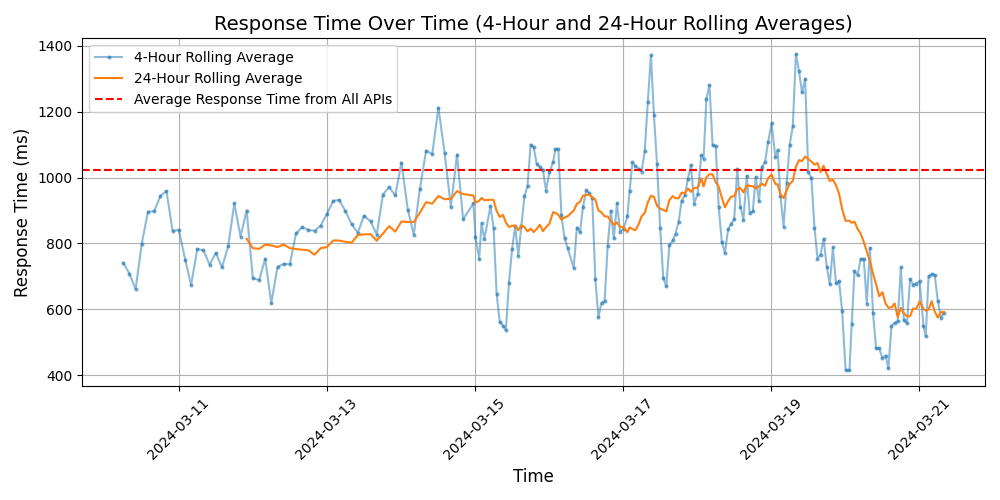 Response Time Over Time (4-Hour and 24-Hour Rolling Averages)
4-Hour Rolling Average
24-Hour Rolling Average
Average Response Time from All APIs
Response Time (ms)
1400
1200
1000
800
600
400
2024-03-11
2024-03-13
2024-03-15
2024-03-17
2024-03-19
2024-03-21
Time